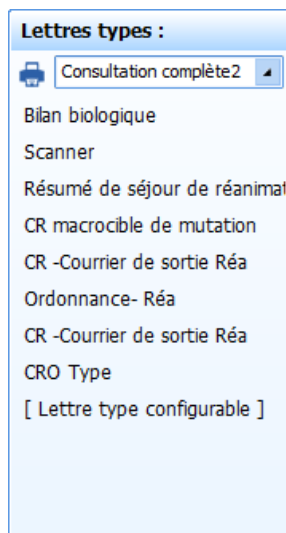 Lettres types :
Consultation complète2
Bilan biologique
Scanner
Résumé de séjour de réanimat
CR macrocible de mutation
CR -Courrier de sortie Réa
Ordonnance- Réa
CR -Courrier de sortie Réa
CRO Type
[ Lettre type configurable ]